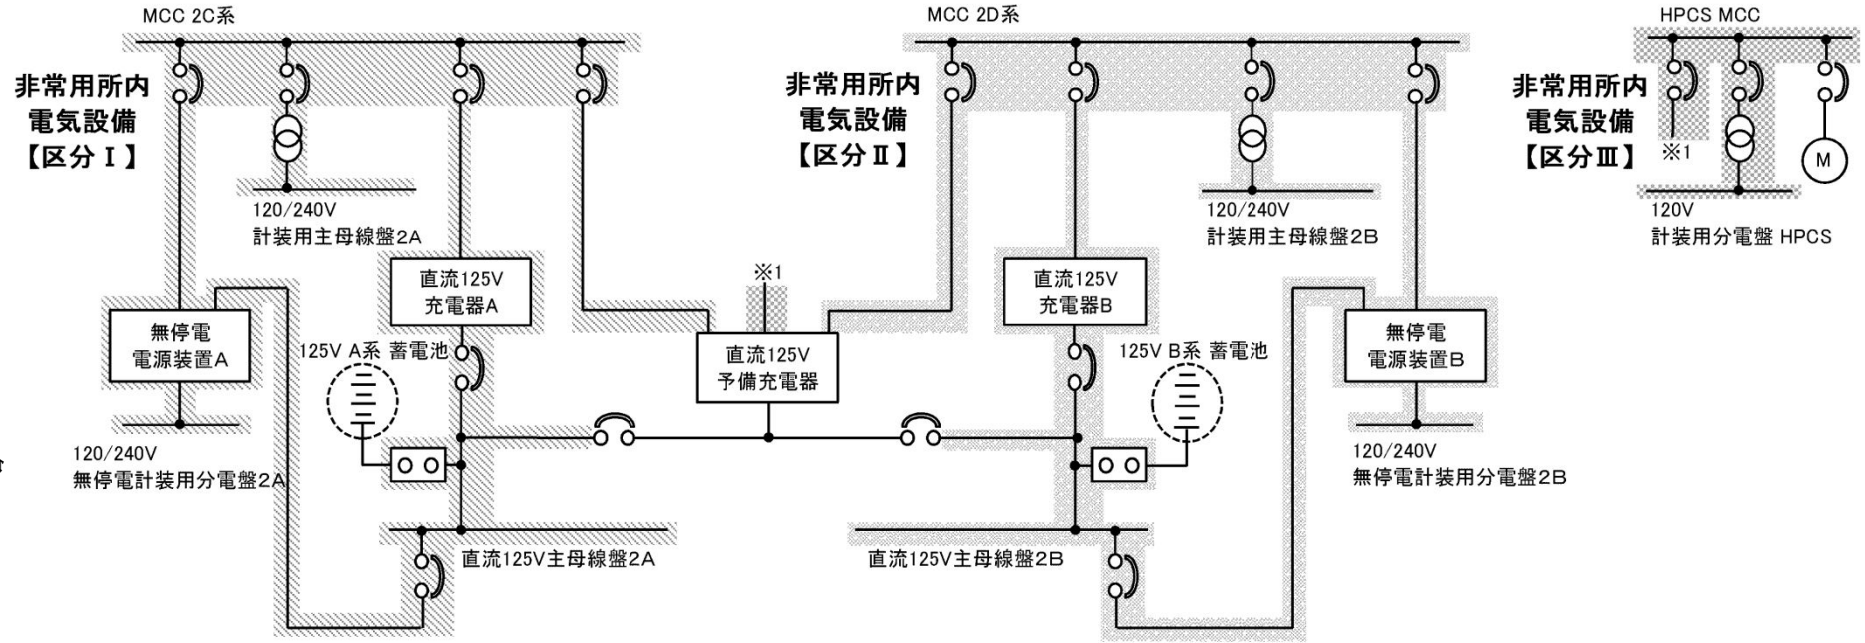 MCC 2C系
MCC 2D系
HPCS MCC
非常用所内
電気設備
【区分Ⅰ】
非常用所内
電気設備
【区分Ⅱ】
非常用所内
電気設備
【区分Ⅲ】
※1
M
120/240V
計装用主母線盤2A
120/240V
計装用主母線盤2B
120V
計装用分電盤 HPCS
直流125V
充電器A
※1
直流125V
充電器B
無停電
電源装置A
125V A系 蓄電池
直流125V
予備充電器
125V B系 蓄電池
無停電
電源装置B
120/240V
無停電計装用分電盤2A
120/240V
無停電計装用分電盤2B
直流125V主母線盤2A
直流125V主母線盤2B